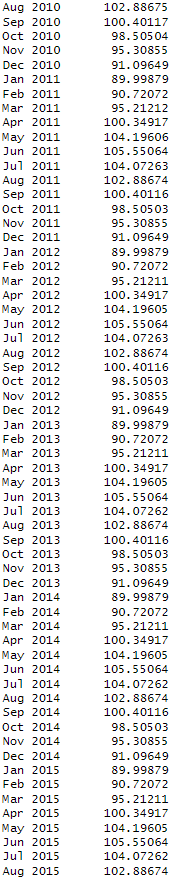 Aug 2010 102.88675
Sep 2010 100.40117
Oct 2010 98.50504
Nov 2010 95.30855
Dec 2010 91.09649
Jan 2011 89.99879
Feb 2011 90.72072
Mar 2011 95.21212
Apr 2011 100.34917
May 2011 104.19606
Jun 2011 105.55064
Jul 2011 104.07263
Aug 2011 102.88674
Sep 2011 100.40116
Oct 2011 98.50503
Nov 2011 95.30855
Dec 2011 91.09649
Jan 2012 89.99879
Feb 2012 90.72072
Mar 2012 95.21211
Apr 2012 100.34917
May 2012 104.19605
Jun 2012 105.55064
Jul 2012 104.07263
Aug 2012 102.88674
Sep 2012 100.40116
Oct 2012 98.50503
Nov 2012 95.30855
Dec 2012 91.09649
Jan 2013 89.99879
Feb 2013 90.72072
Mar 2013 95.21211
Apr 2013 100.34917
May 2013 104.19605
Jun 2013 105.55064
Jul 2013 104.07262
Aug 2013 102.88674
Sep 2013 100.40116
Oct 2013 98.50503
Nov 2013 95.30855
Dec 2013 91.09649
Jan 2014 89.99879
Feb 2014 90.72072
Mar 2014 95.21211
Apr 2014 100.34917
May 2014 104.19605
Jun 2014 105.55064
Jul 2014 104.07262
Aug 2014 102.88674
Sep 2014 100.40116
Oct 2014 98.50503
Nov 2014 95.30855
Dec 2014 91.09649
Jan 2015 89.99879
Feb 2015 90.72072
Mar 2015 95.21211
Apr 2015 100.34917
May 2015 104.19605
Jun 2015 105.55064
Jul 2015 104.07262
Aug 2015 102.88674